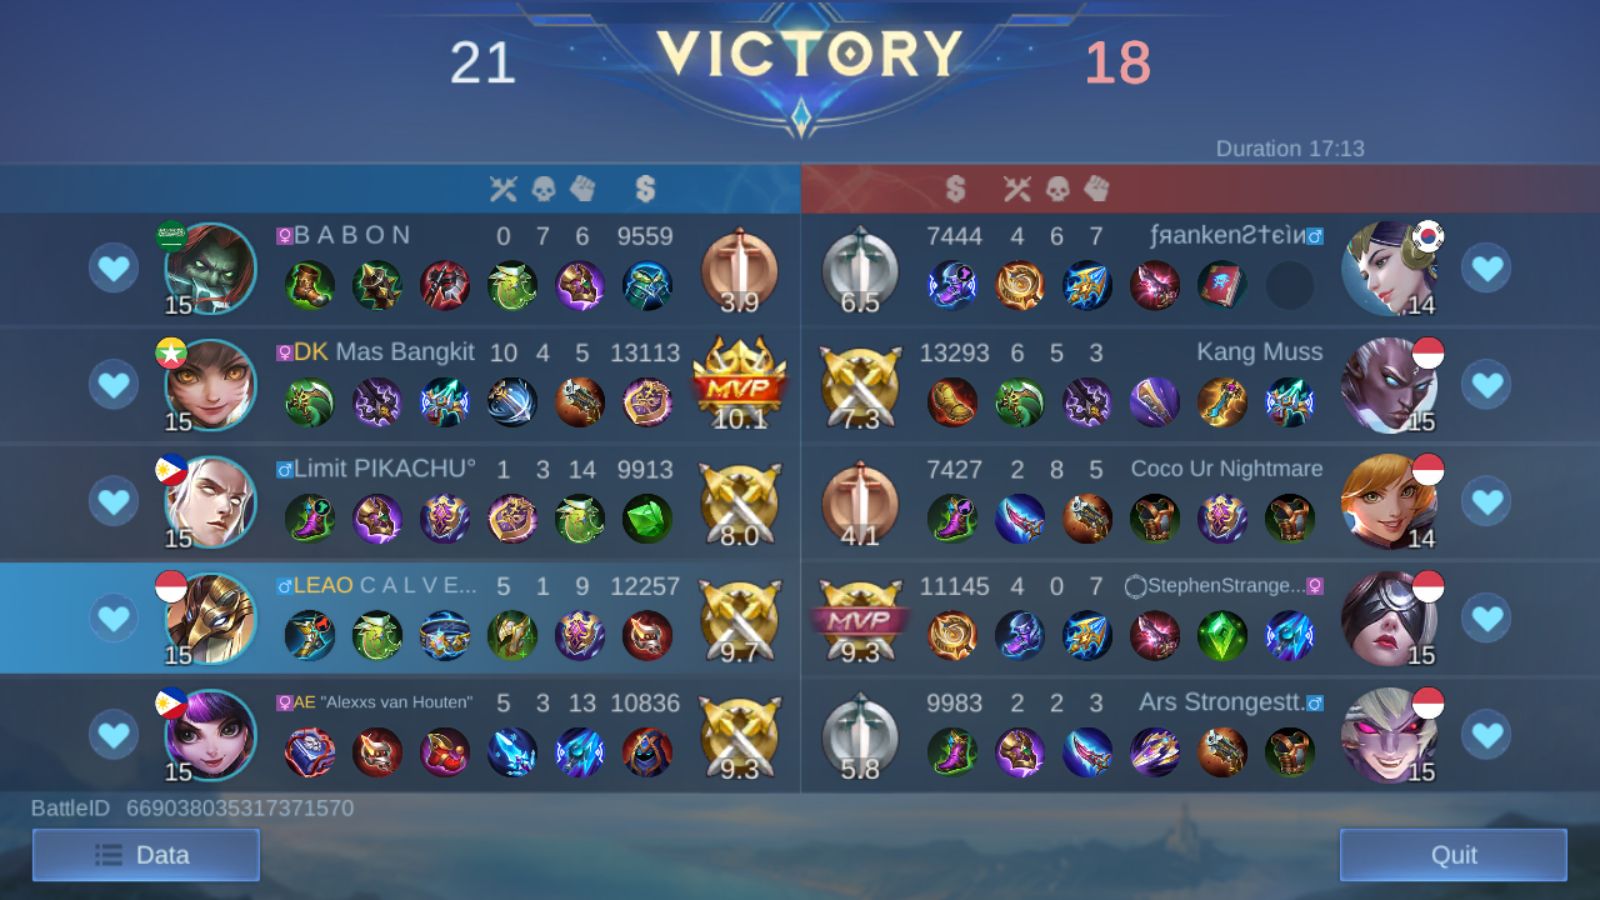 21 VICTORY 18
Duration 17:13
B A B O N 0 7 6 9559
15 3.9
7444 4 6 7 ƒяankenƧ†єìи
6.5 14
DK Mas Bangkit 10 4 5 13113
15 MVP 10.1
13293 6 5 3 Kang Muss
7.3 15
Limit PIKACHU° 1 3 14 9913
15 8.0
7427 2 8 5 Coco Ur Nightmare
4.1 14
LEAO C A L V E... 5 1 9 12257
15 9.7
11145 4 0 7 StephenStrange...
MVP 9.3 15
AE "Alexxs van Houten" 5 3 13 10836
15 9.3
9983 2 2 3 Ars Strongestt.
5.8 15
BattleID 669038035317371570
Data
Quit